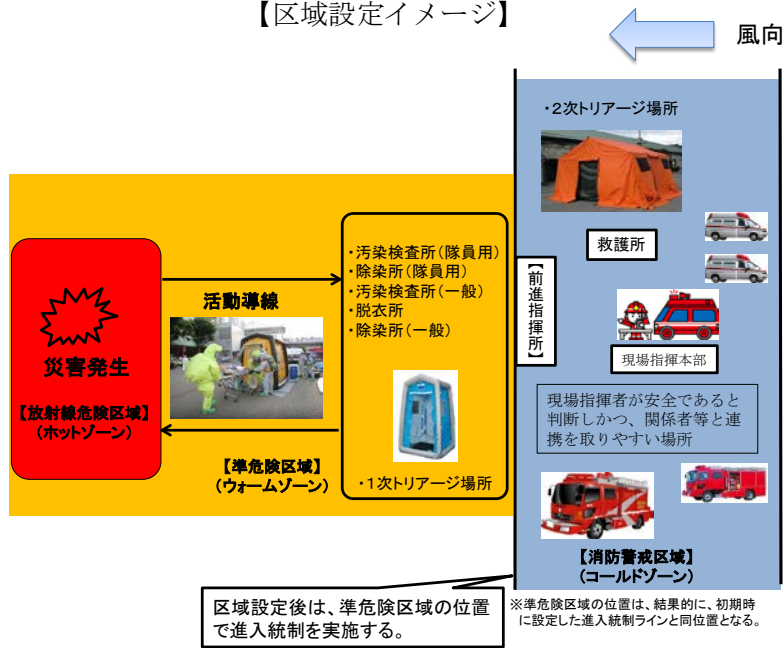 【区域設定イメージ】
風向
・2次トリアージ場所
救護所
【前進指揮所】
現場指揮本部
現場指揮者が安全であると
判断しかつ、関係者等と連
携を取りやすい場所
【消防警戒区域】
(コールドゾーン)
・汚染検査所(隊員用)
・除染所(隊員用)
・汚染検査所(一般)
・脱衣所
・除染所(一般)
・1次トリアージ場所
活動導線
【準危険区域】
(ウォームゾーン)
災害発生
【放射線危険区域】
(ホットゾーン)
区域設定後は、準危険区域の位置
で進入統制を実施する。
※準危険区域の位置は、結果的に、初期時
に設定した進入統制ラインと同位置となる。